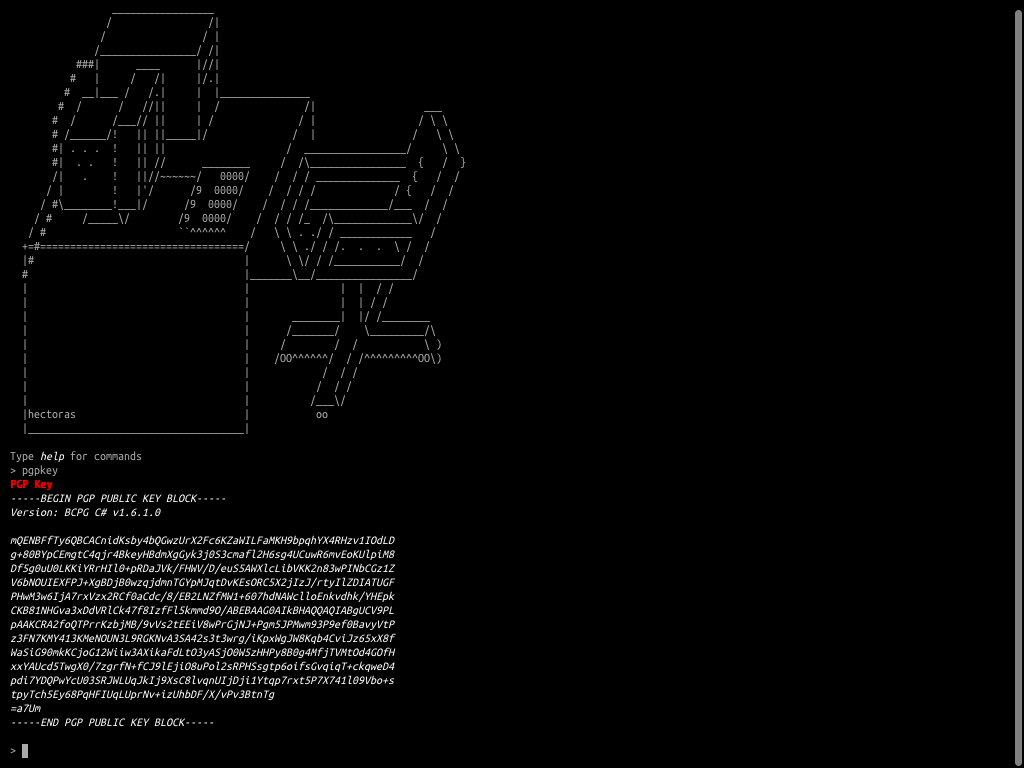 hectoras
Type help for commands
> pgpkey
PGP Key
-----BEGIN PGP PUBLIC KEY BLOCK-----
Version: BCPG C# v1.6.1.0
mQENBFfTy6QBCACnidKsby4bQGwzUrX2Fc6KZaWILFaMKH9bpqhYX4RHzv1IOdLD
g+80BYpCEmgtC4qjr4BkeyHBdmXgGyk3j0S3cmafl2H6sg4UCuwR6mvEoKUlpiM8
Df5g0uU0LKKiYRrHIl0+pRDaJVk/FHWV/D/euS5AWXlcLibVKK2n83wPINbCGz1Z
V6bNOUIEXFPJ+XgBDjB0wzqjdmnTGYpMJqtDvKEsORC5X2jIzJ/rtyIlZDIATUGF
PHwM3w6IjA7rxVzx2RCf0aCdc/8/EB2LNZfMW1+607hdNAWclloEnkvdhk/YHEpk
CKB81NHGva3xDdVRlCk47f8IzfFl5kmmd9O/ABEBAAG0AIkBHAQQAQIABgUCV9PL
pAAKCRA2foQTPrrKzbjMB/9vVs2tEEiV8wPrGjNJ+Pgm5JPMwm93P9ef0BavyVtP
z3FN7KMY413KMeNOUN3L9RGKNvA3SA42s3t3wrg/iKpxWgJW8Kqb4CviJz65xX8f
WaSiG90mkKCjoG12Wiiw3AXikaFdLtO3yASjO0W5zHHPy8B0g4MfjTVMtOd4GOfH
xxYAUcd5TwgX0/7zgrfN+fCJ9lEjiO8uPol2sRPHSsgtp6oifsGvqiqT+ckqweD4
pdi7YDQPwYcU03SRJWLUqJkIj9XsC8lvqnUIjDji1Ytqp7rxt5P7X741l09Vbo+s
tpyTch5Ey68PqHFIUqLUprNv+izUhbDF/X/vPv3BtnTg
=a7Um
-----END PGP PUBLIC KEY BLOCK-----
>